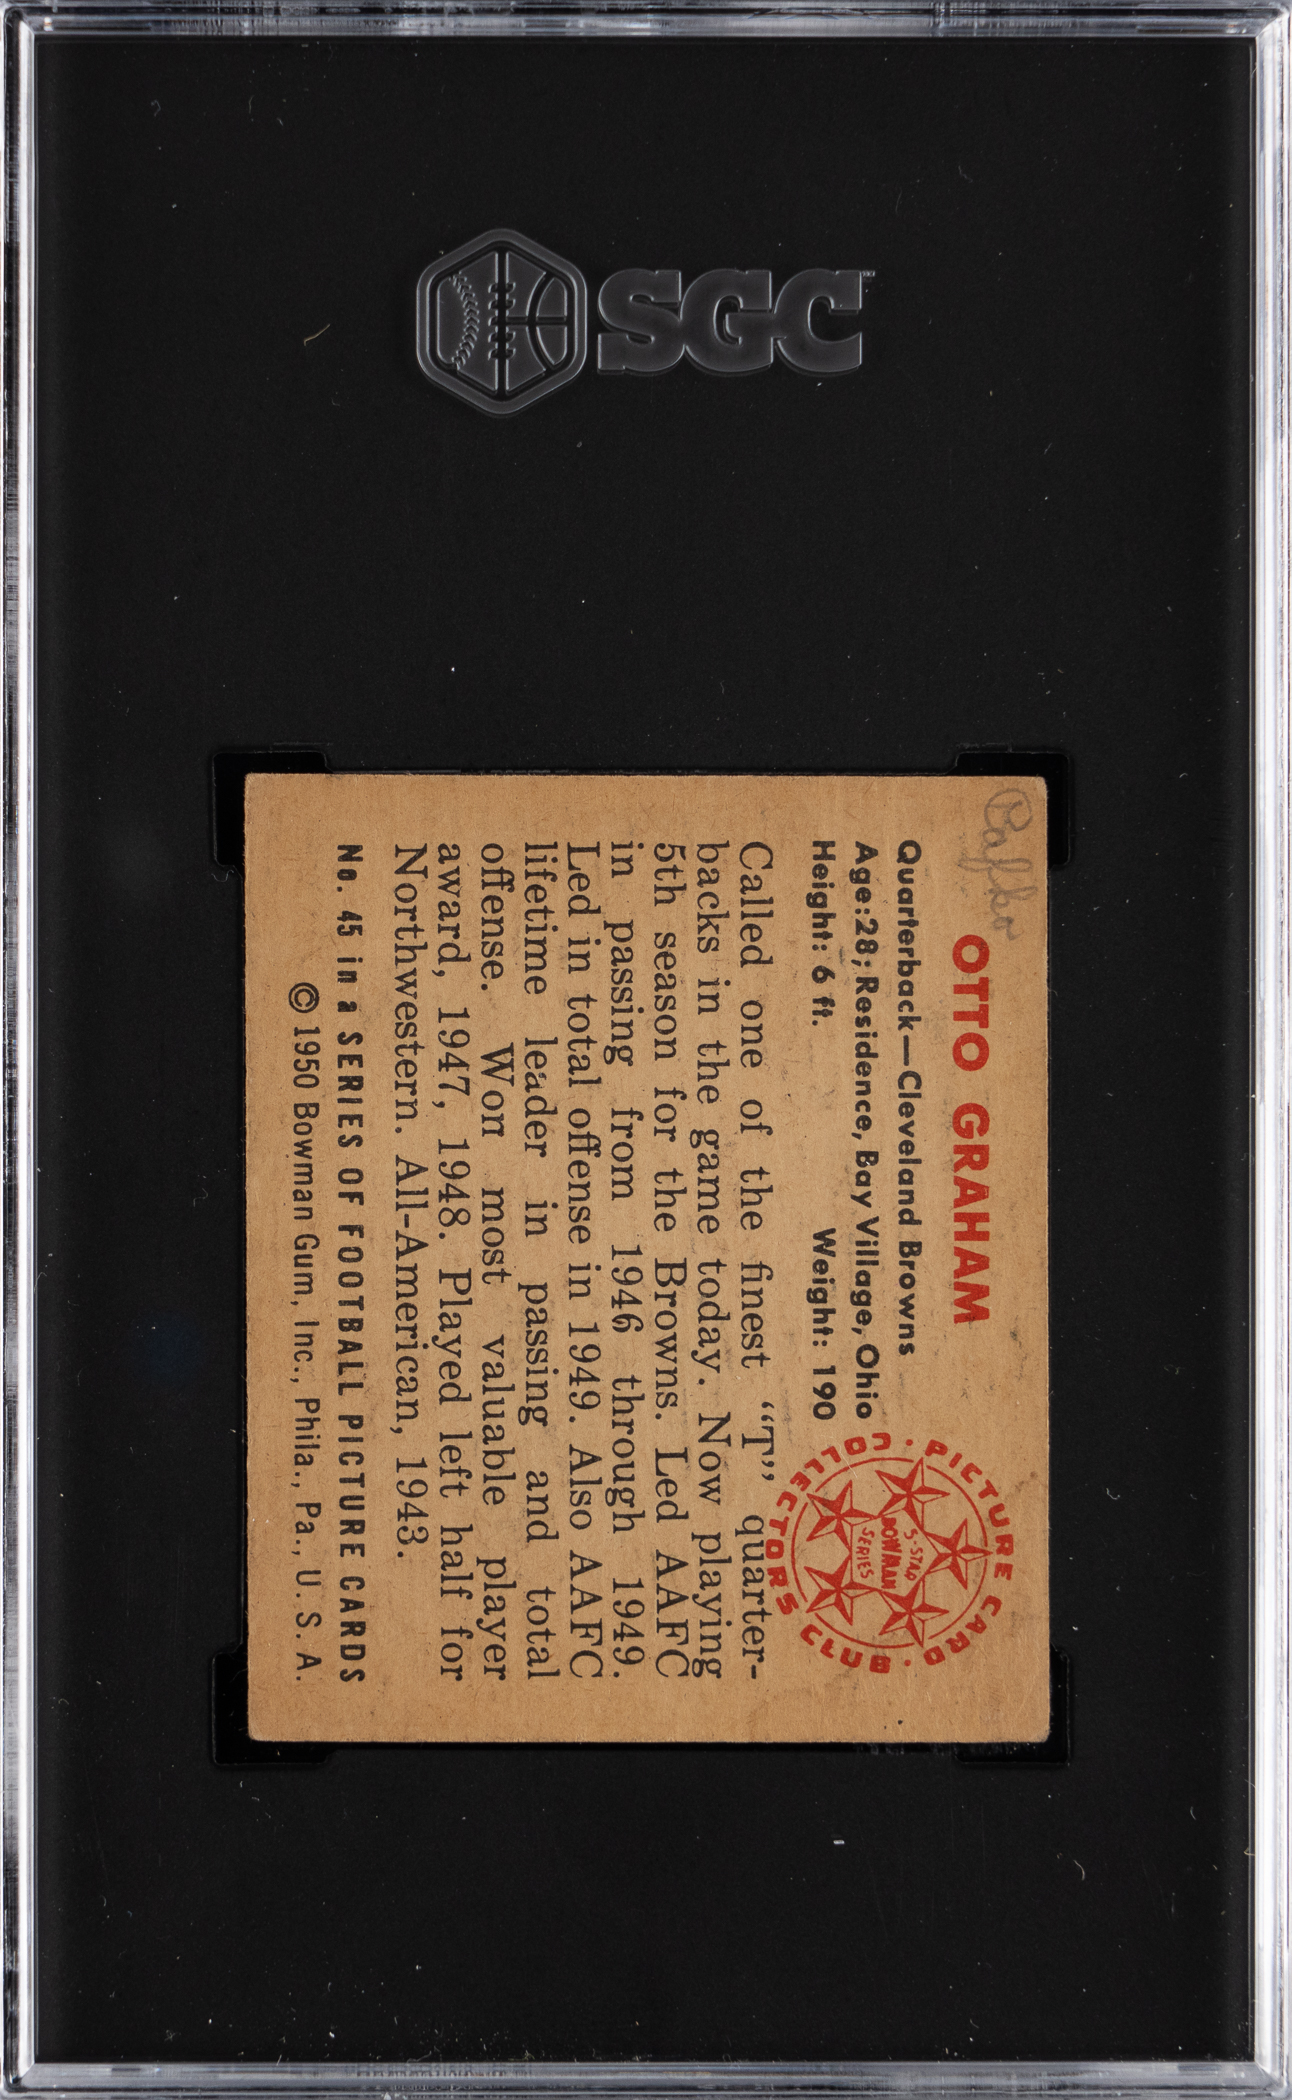 SGC
OTTO GRAHAM
Quarterback—Cleveland Browns
Age:28; Residence, Bay Village, Ohio
Height: 6 ft. Weight: 190
· PICTURE CARD · COLLECTORS CLUB
5-STAR
BOWMAN
SERIES
Called one of the finest “T” quarter-
backs in the game today. Now playing
5th season for the Browns. Led AAFC
in passing from 1946 through 1949.
Led in total offense in 1949. Also AAFC
lifetime leader in passing and total
offense. Won most valuable player
award, 1947, 1948. Played left half for
Northwestern. All-American, 1943.
No. 45 in a SERIES OF FOOTBALL PICTURE CARDS
©1950 Bowman Gum, Inc., Phila., Pa., U. S. A.